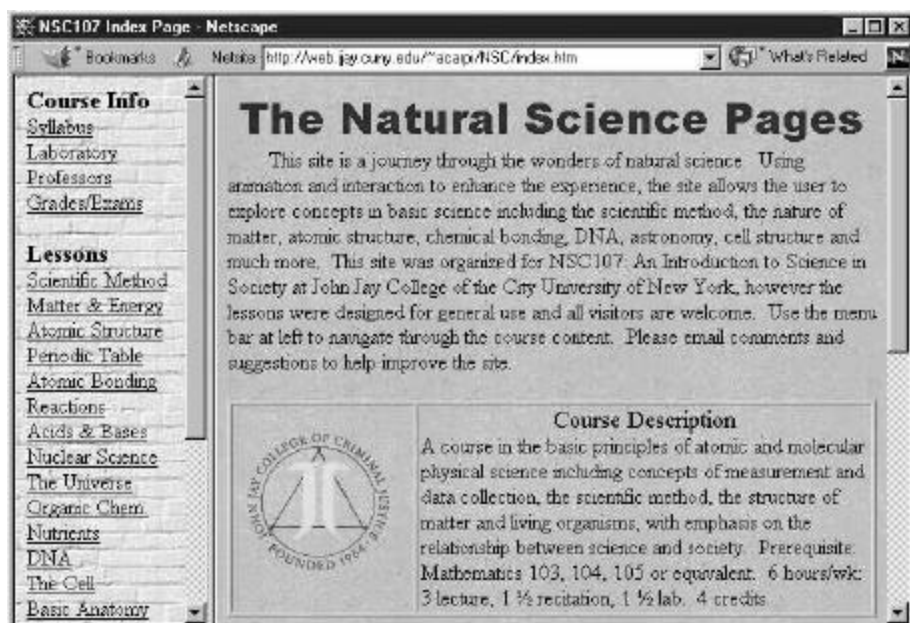 NSC107 Index Page - Netscape
Bookmarks Netsite: http://web.jjay.cuny.edu/~acarpi/NSC/index.htm What's Related N
Course Info
Syllabus
Laboratory
Professors
Grades/Exams
Lessons
Scientific Method
Matter & Energy
Atomic Structure
Periodic Table
Atomic Bonding
Reactions
Acids & Bases
Nuclear Science
The Universe
Organic Chem.
Nutrients
DNA
The Cell
Basic Anatomy
The Natural Science Pages
This site is a journey through the wonders of natural science. Using
animation and interaction to enhance the experience, the site allows the user to
explore concepts in basic science including the scientific method, the nature of
matter, atomic structure, chemical bonding, DNA, astronomy, cell structure and
much more. This site was organized for NSC107: An Introduction to Science in
Society at John Jay College of the City University of New York, however the
lessons were designed for general use and all visitors are welcome. Use the menu
bar at left to navigate through the course content. Please email comments and
suggestions to help improve the site.
JOHN JAY COLLEGE OF CRIMINAL JUSTICE
FOUNDED 1964
Course Description
A course in the basic principles of atomic and molecular
physical science including concepts of measurement and
data collection, the scientific method, the structure of
matter and living organisms, with emphasis on the
relationship between science and society. Prerequisite:
Mathematics 103, 104, 105 or equivalent. 6 hours/wk:
3 lecture, 1 ½ recitation, 1 ½ lab. 4 credits